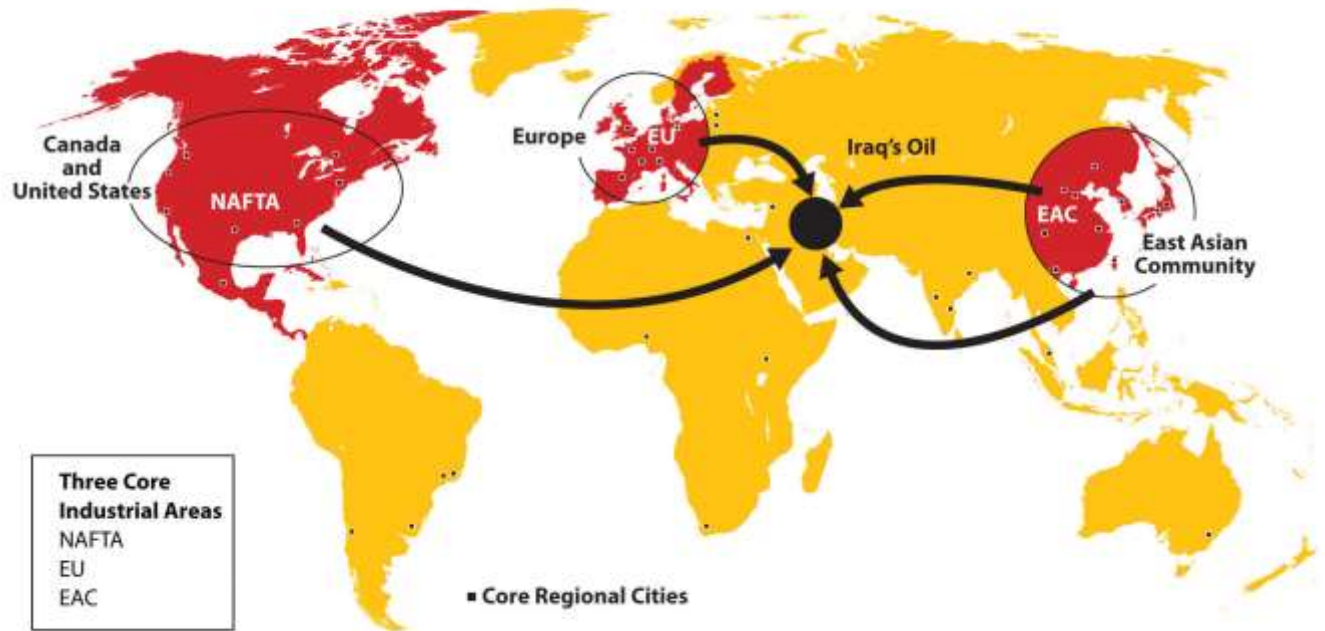 Canada
and
United States
NAFTA
Europe
EU
Iraq's Oil
EAC
East Asian
Community
Three Core
Industrial Areas
NAFTA
EU
EAC
▪ Core Regional Cities